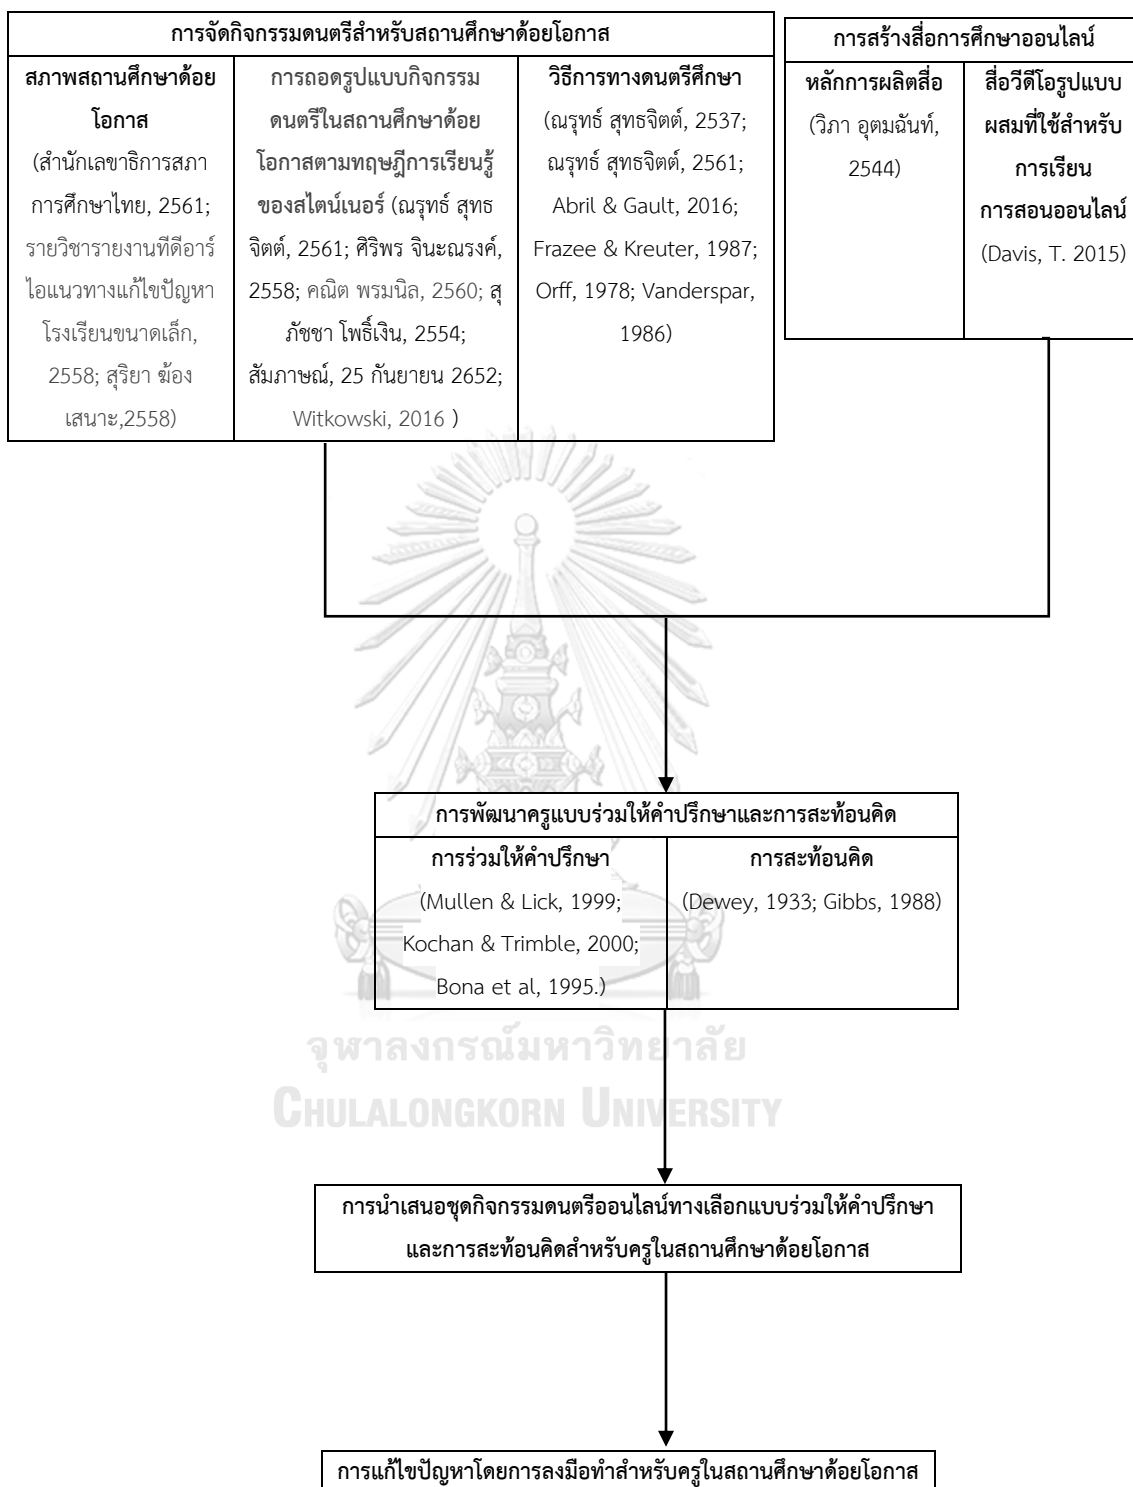 การจัดกิจกรรมดนตรีสำหรับสถานศึกษาด้อยโอกาส
สภาพสถานศึกษาด้อย
โอกาส
(สำนักเลขาธิการสภา
การศึกษาไทย, 2561;
รายวิชารายงานทีดีอาร์
ไอแนวทางแก้ไขปัญหา
โรงเรียนขนาดเล็ก,
2558; สุริยา ฆ้อง
เสนาะ,2558)
การถอดรูปแบบกิจกรรม
ดนตรีในสถานศึกษาด้อย
โอกาสตามทฤษฎีการเรียนรู้
ของสไตน์เนอร์ (ณรุทธ์ สุทธ
จิตต์, 2561; ศิริพร จินะณรงค์,
2558; คณิต พรมนิล, 2560; สุ
ภัชชา โพธิ์เงิน, 2554;
สัมภาษณ์, 25 กันยายน 2652;
Witkowski, 2016 )
วิธีการทางดนตรีศึกษา
(ณรุทธ์ สุทธจิตต์, 2537;
ณรุทธ์ สุทธจิตต์, 2561;
Abril & Gault, 2016;
Frazee & Kreuter, 1987;
Orff, 1978; Vanderspar,
1986)
การสร้างสื่อการศึกษาออนไลน์
หลักการผลิตสื่อ
(วิภา อุตมฉันท์,
2544)
สื่อวีดีโอรูปแบบ
ผสมที่ใช้สำหรับ
การเรียน
การสอนออนไลน์
(Davis, T. 2015)
การพัฒนาครูแบบร่วมให้คำปรึกษาและการสะท้อนคิด
การร่วมให้คำปรึกษา
(Mullen & Lick, 1999;
Kochan & Trimble, 2000;
Bona et al, 1995.)
การสะท้อนคิด
(Dewey, 1933; Gibbs, 1988)
จุฬาลงกรณ์มหาวิทยาลัย
CHULALONGKORN UNIVERSITY
การนำเสนอชุดกิจกรรมดนตรีออนไลน์ทางเลือกแบบร่วมให้คำปรึกษา
และการสะท้อนคิดสำหรับครูในสถานศึกษาด้อยโอกาส
การแก้ไขปัญหาโดยการลงมือทำสำหรับครูในสถานศึกษาด้อยโอกาส